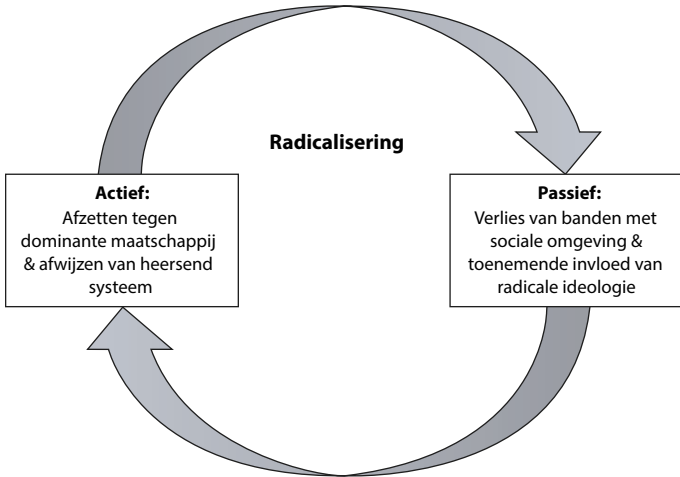 Radicalisering
Actief:
Afzetten tegen
dominante maatschappij
& afwijzen van heersend
systeem
Passief:
Verlies van banden met
sociale omgeving &
toenemende invloed van
radicale ideologie